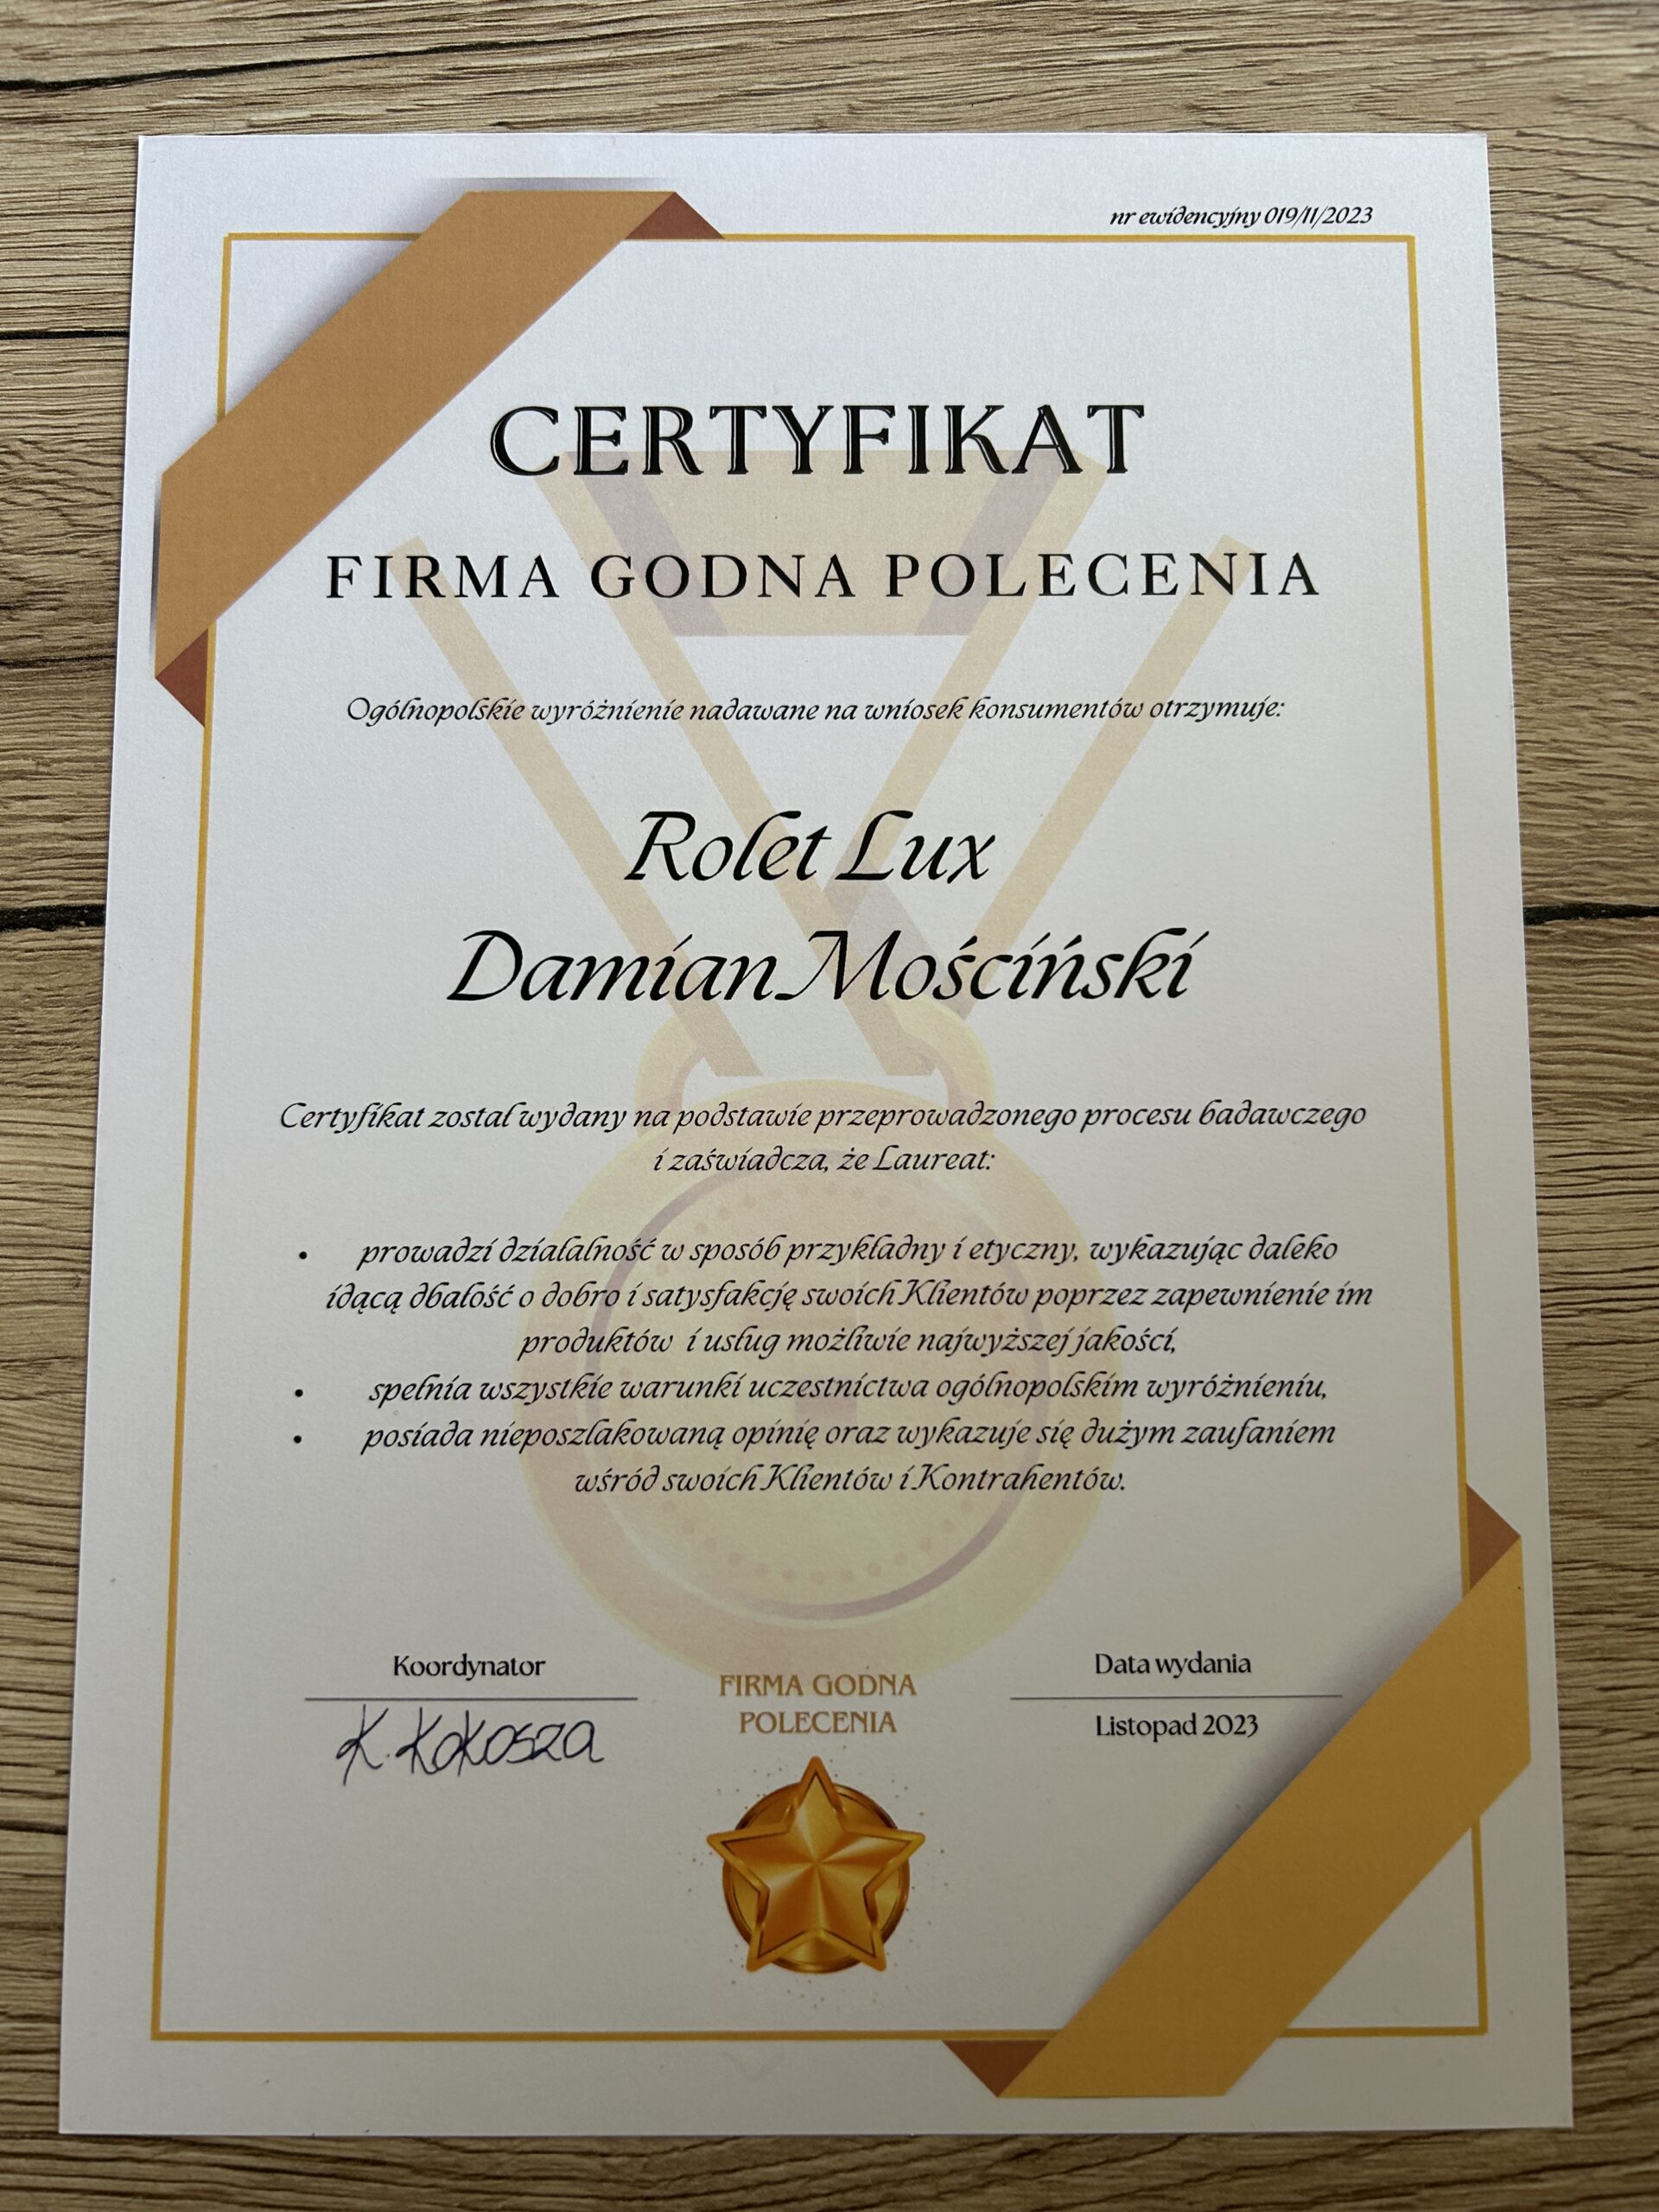 nr ewidencyjny 019/11/2023
CERTYFIKAT
FIRMA GODNA POLECENIA
Ogólnopolskie wyróżnienie nadawane na wniosek konsumentów otrzymuje:
Rolet Lux
Damian Mościński
Certyfikat został wydany na podstawie przeprowadzonego procesu badawczego
i zaświadcza, że Laureat:
• prowadzi działalność w sposób przykładny i etyczny, wykazując daleko
idącą dbałość o dobro i satysfakcję swoich Klientów poprzez zapewnienie im
produktów i usług możliwie najwyższej jakości,
• spełnia wszystkie warunki uczestnictwa ogólnopolskim wyróżnieniu,
• posiada nieposzlakowaną opinię oraz wykazuje się dużym zaufaniem
wśród swoich Klientów i Kontrahentów.
Koordynator
K. Kokosza
FIRMA GODNA
POLECENIA
Data wydania
Listopad 2023